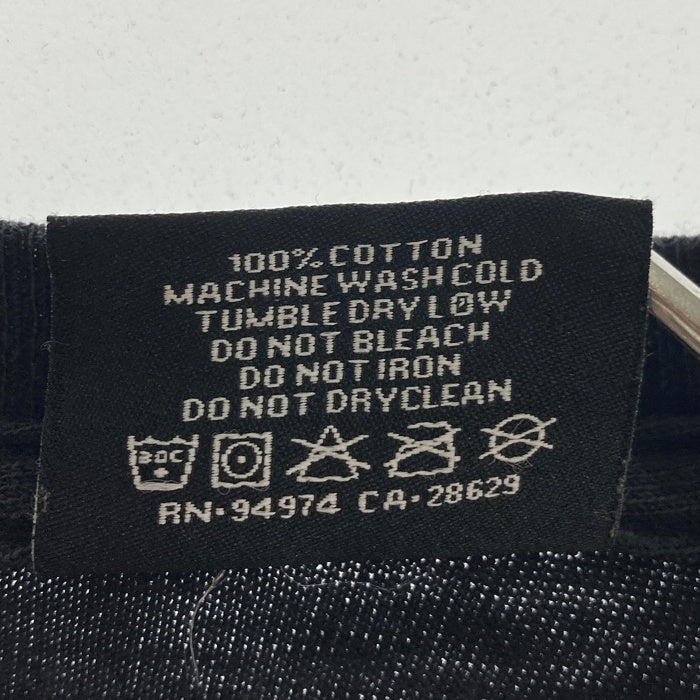 100% COTTON
MACHINE WASH COLD
TUMBLE DRY LOW
DO NOT BLEACH
DO NOT IRON
DO NOT DRYCLEAN
30C
RN·94974 CA·28629